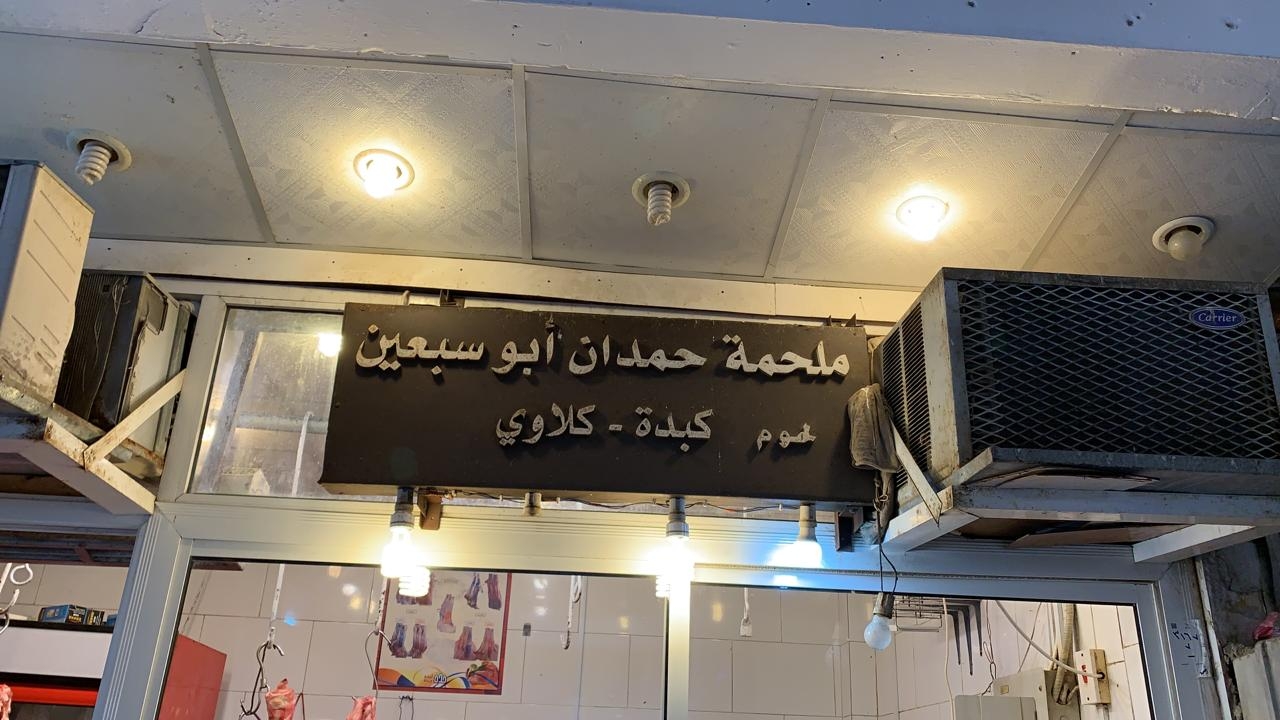 ملحمة حمدان أبو سبعين
لحوم كبدة - كلاوي
Carrier